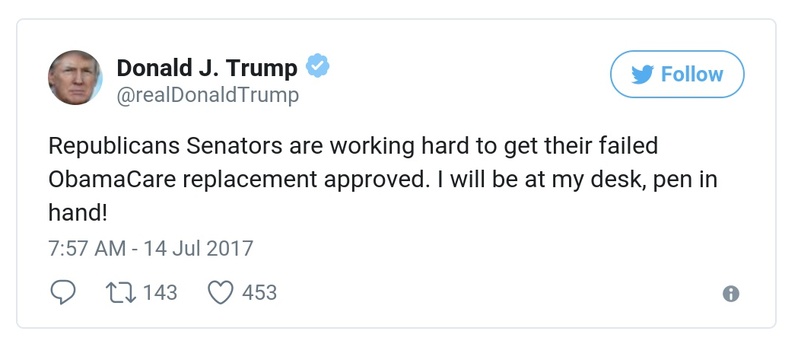 Donald J. Trump
Follow
@realDonaldTrump
Republicans Senators are working hard to get their failed
ObamaCare replacement approved. I will be at my desk, pen in
hand!
7:57 AM - 14 Jul 2017
143 453